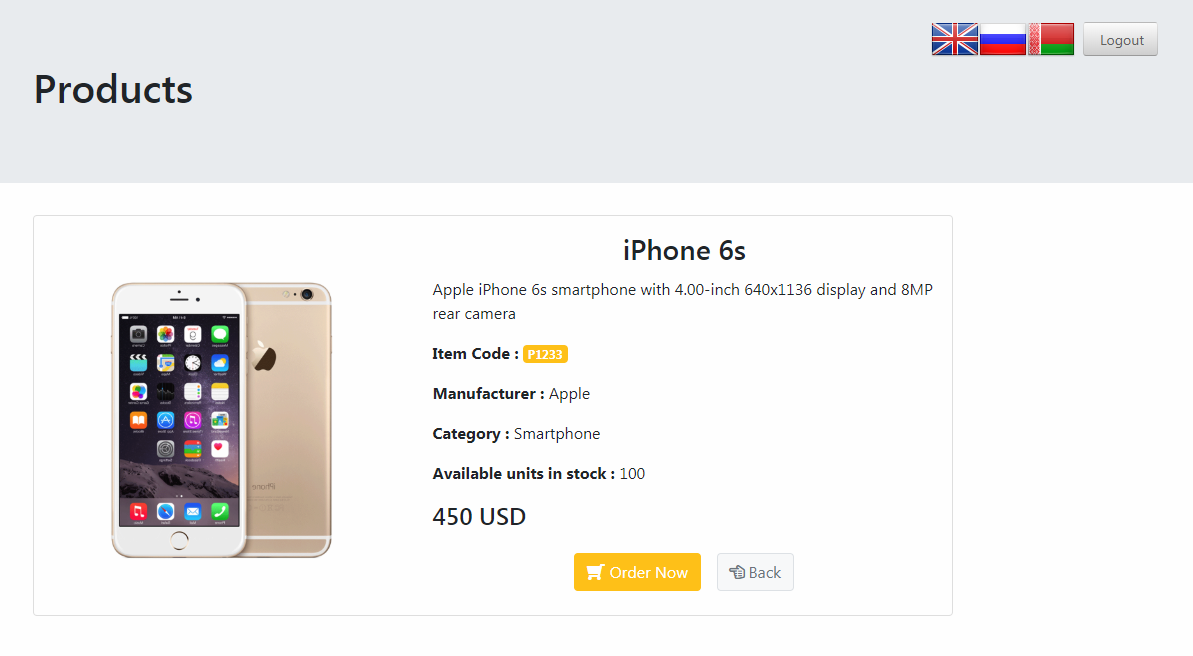 Logout
Products
iPhone 6s
Apple iPhone 6s smartphone with 4.00-inch 640x1136 display and 8MP
rear camera
Item Code : P1233
Manufacturer : Apple
Category : Smartphone
Available units in stock : 100
450 USD
Order Now
Back
iPhone